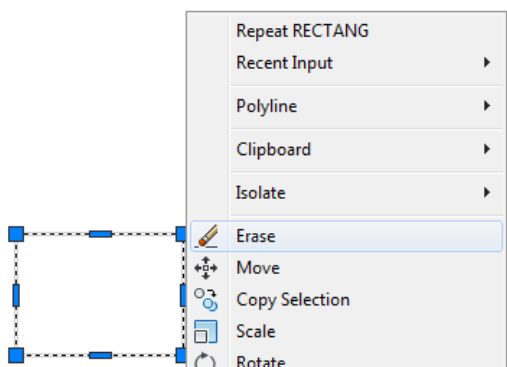 Repeat RECTANG
Recent Input
Polyline
Clipboard
Isolate
Erase
Move
Copy Selection
Scale
Rotate